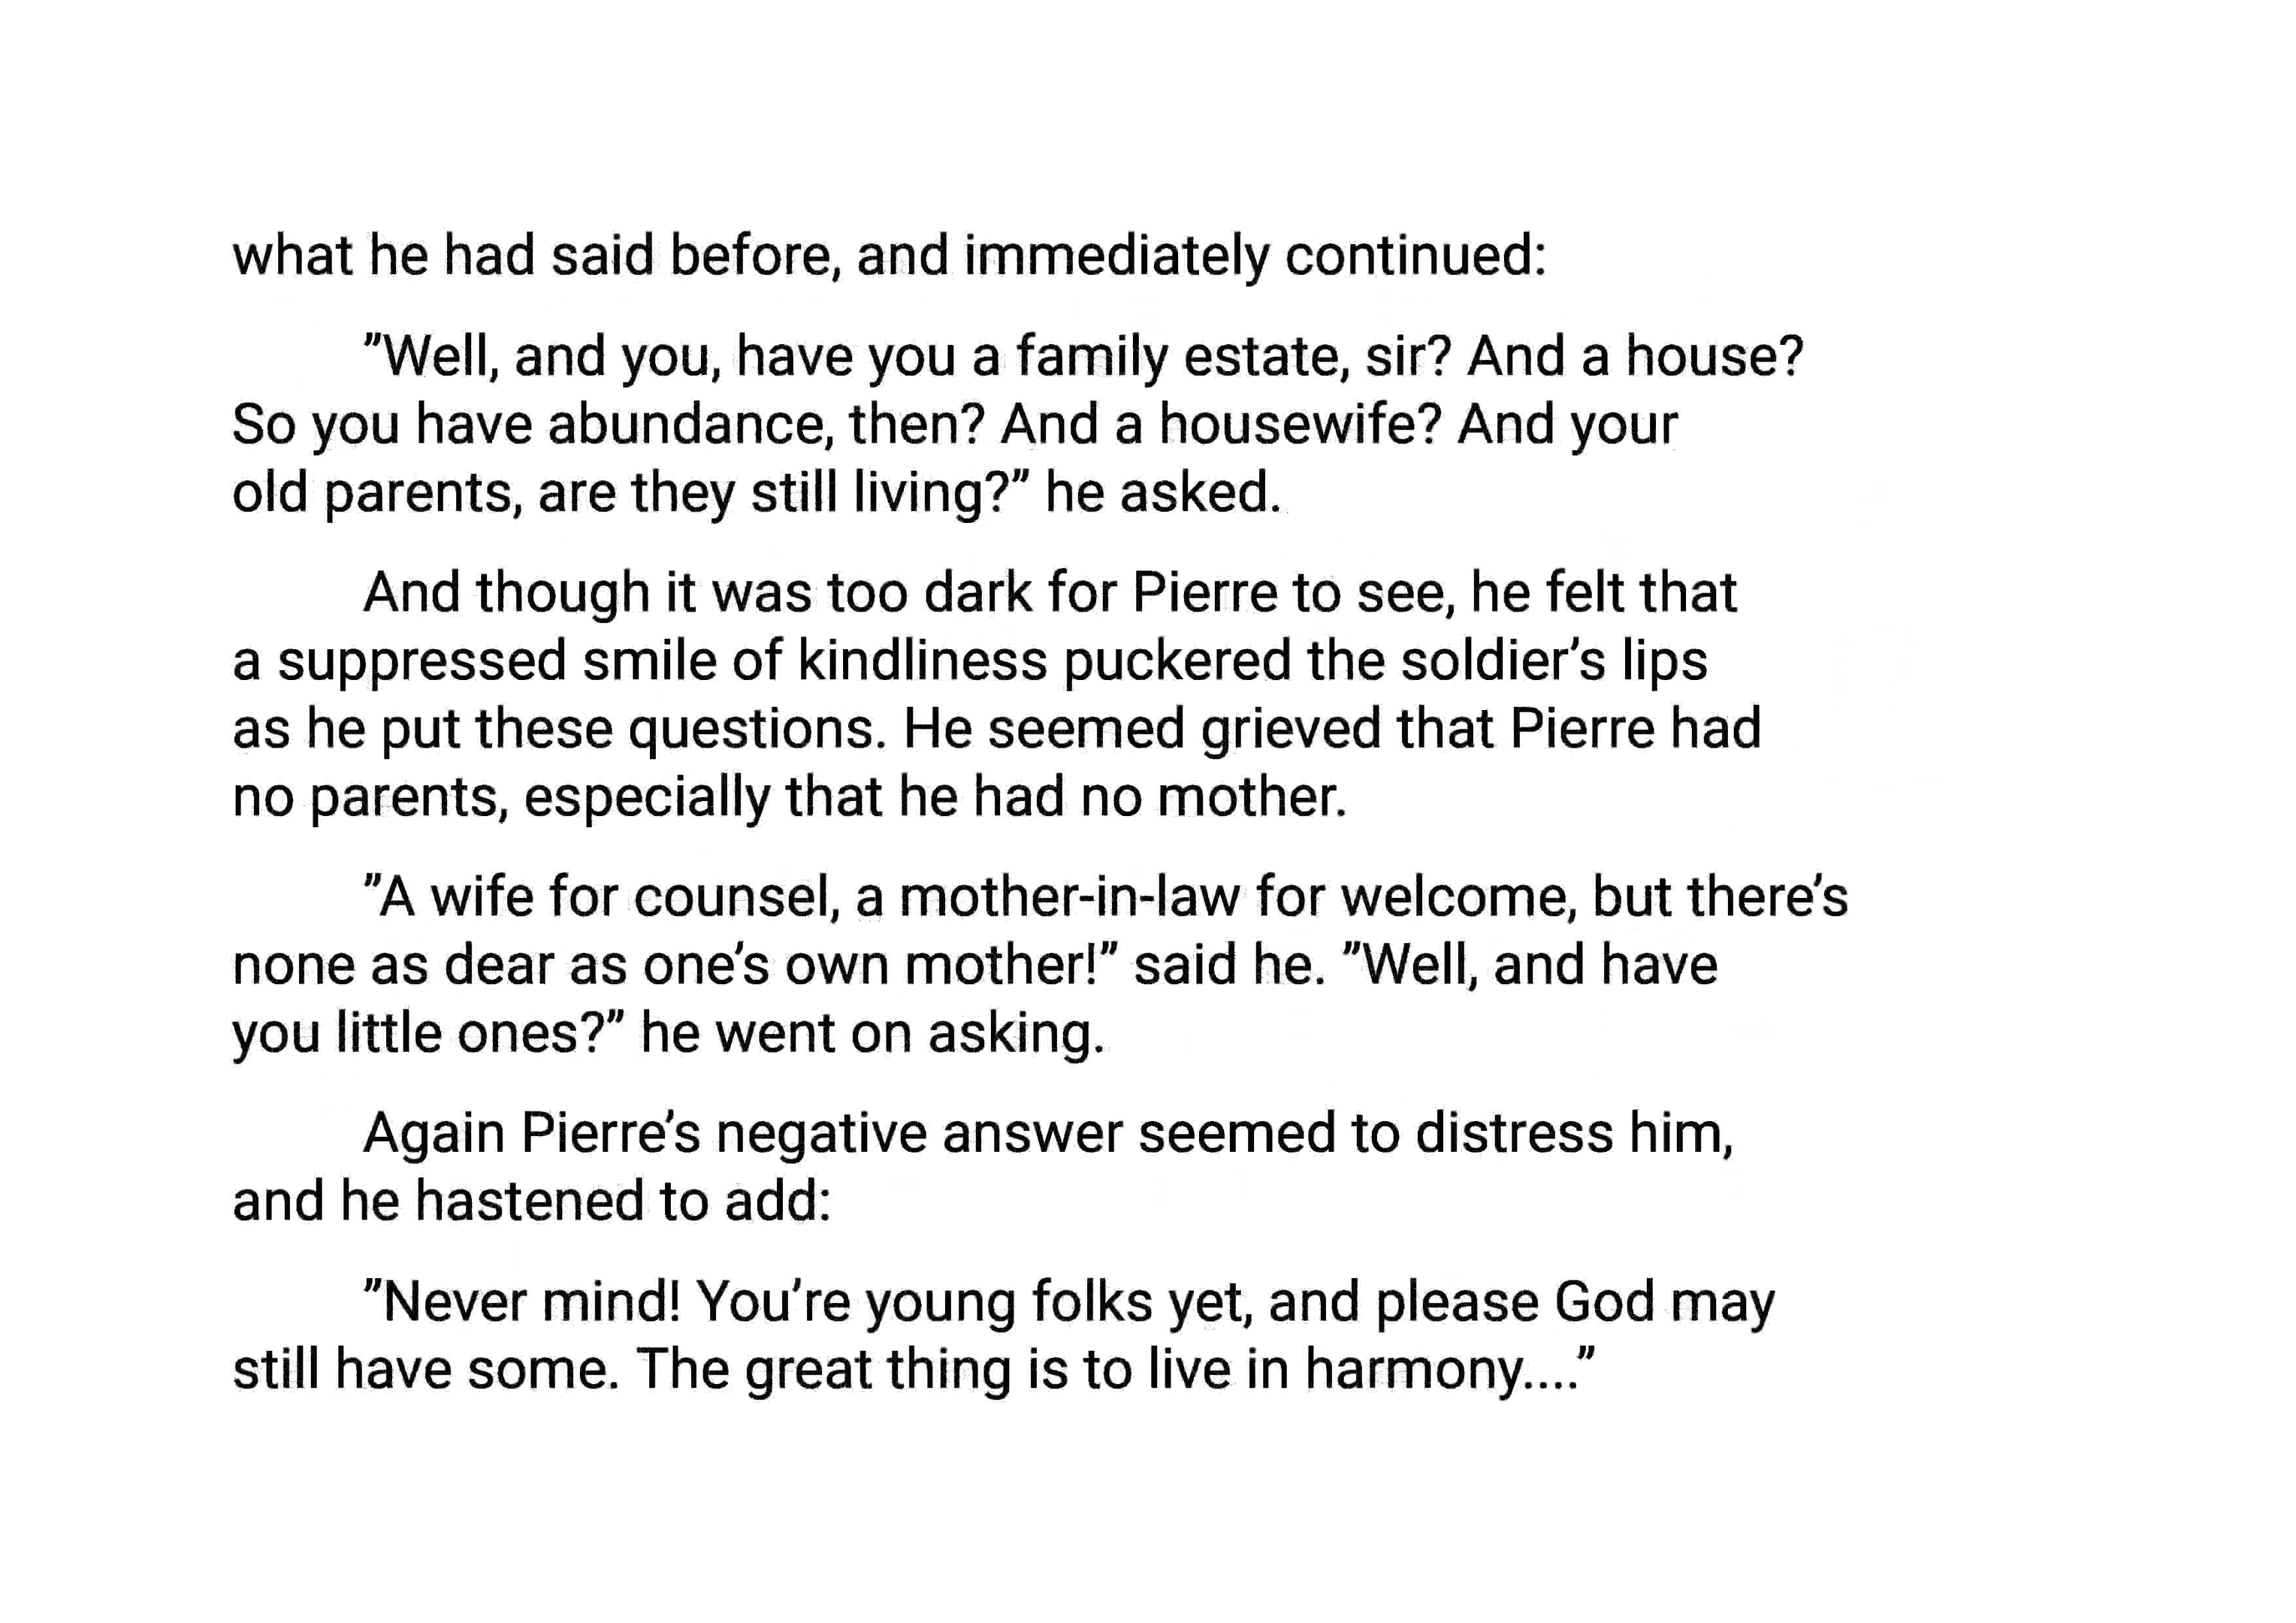 what he had said before, and immediately continued:
”Well, and you, have you a family estate, sir? And a house?
So you have abundance, then? And a housewife? And your
old parents, are they still living?” he asked.
And though it was too dark for Pierre to see, he felt that
a suppressed smile of kindliness puckered the soldier’s lips
as he put these questions. He seemed grieved that Pierre had
no parents, especially that he had no mother.
”A wife for counsel, a mother-in-law for welcome, but there’s
none as dear as one’s own mother!” said he. ”Well, and have
you little ones?” he went on asking.
Again Pierre’s negative answer seemed to distress him,
and he hastened to add:
”Never mind! You’re young folks yet, and please God may
still have some. The great thing is to live in harmony....”